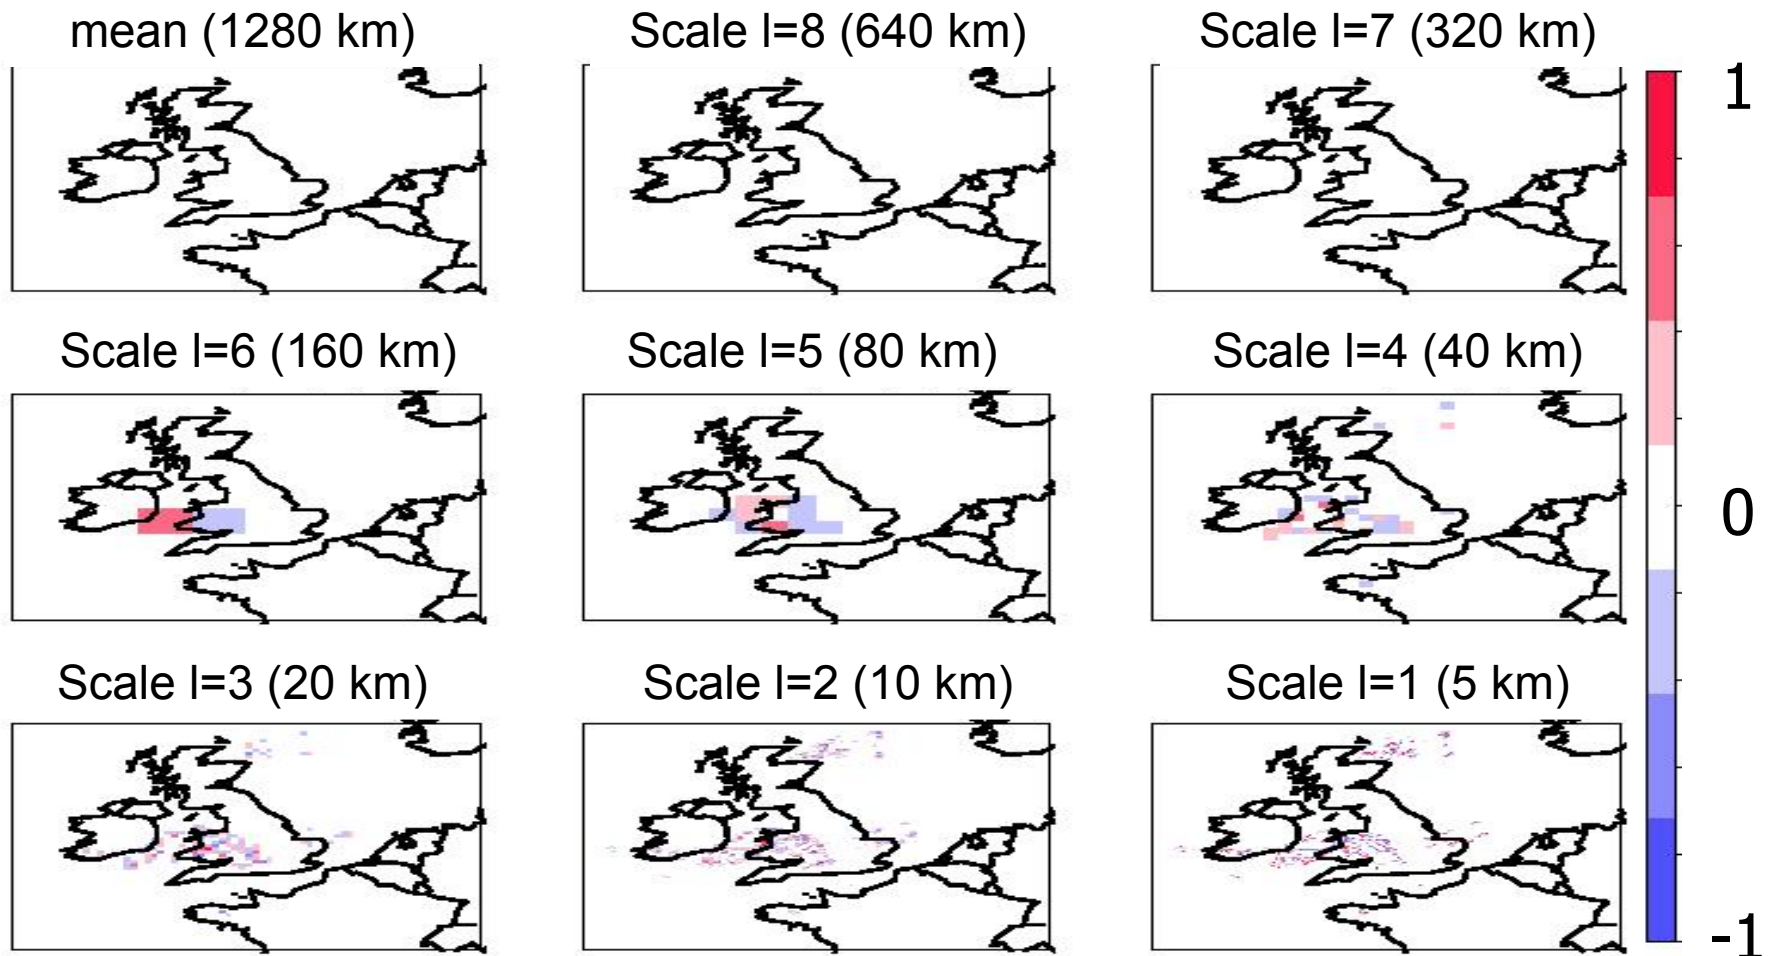 mean (1280 km)
Scale l=8 (640 km)
Scale l=7 (320 km)
1
Scale l=6 (160 km)
Scale l=5 (80 km)
Scale l=4 (40 km)
0
Scale l=3 (20 km)
Scale l=2 (10 km)
Scale l=1 (5 km)
-1